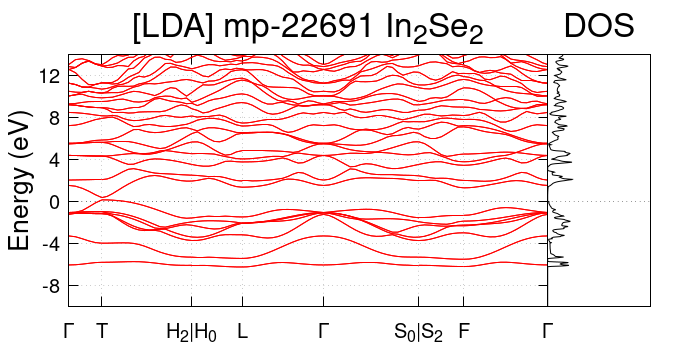 [LDA] mp-22691 In₂Se₂ DOS
Energy (eV)
12
8
4
0
-4
-8
Γ T H₂|H₀ L Γ S₀|S₂ F Γ